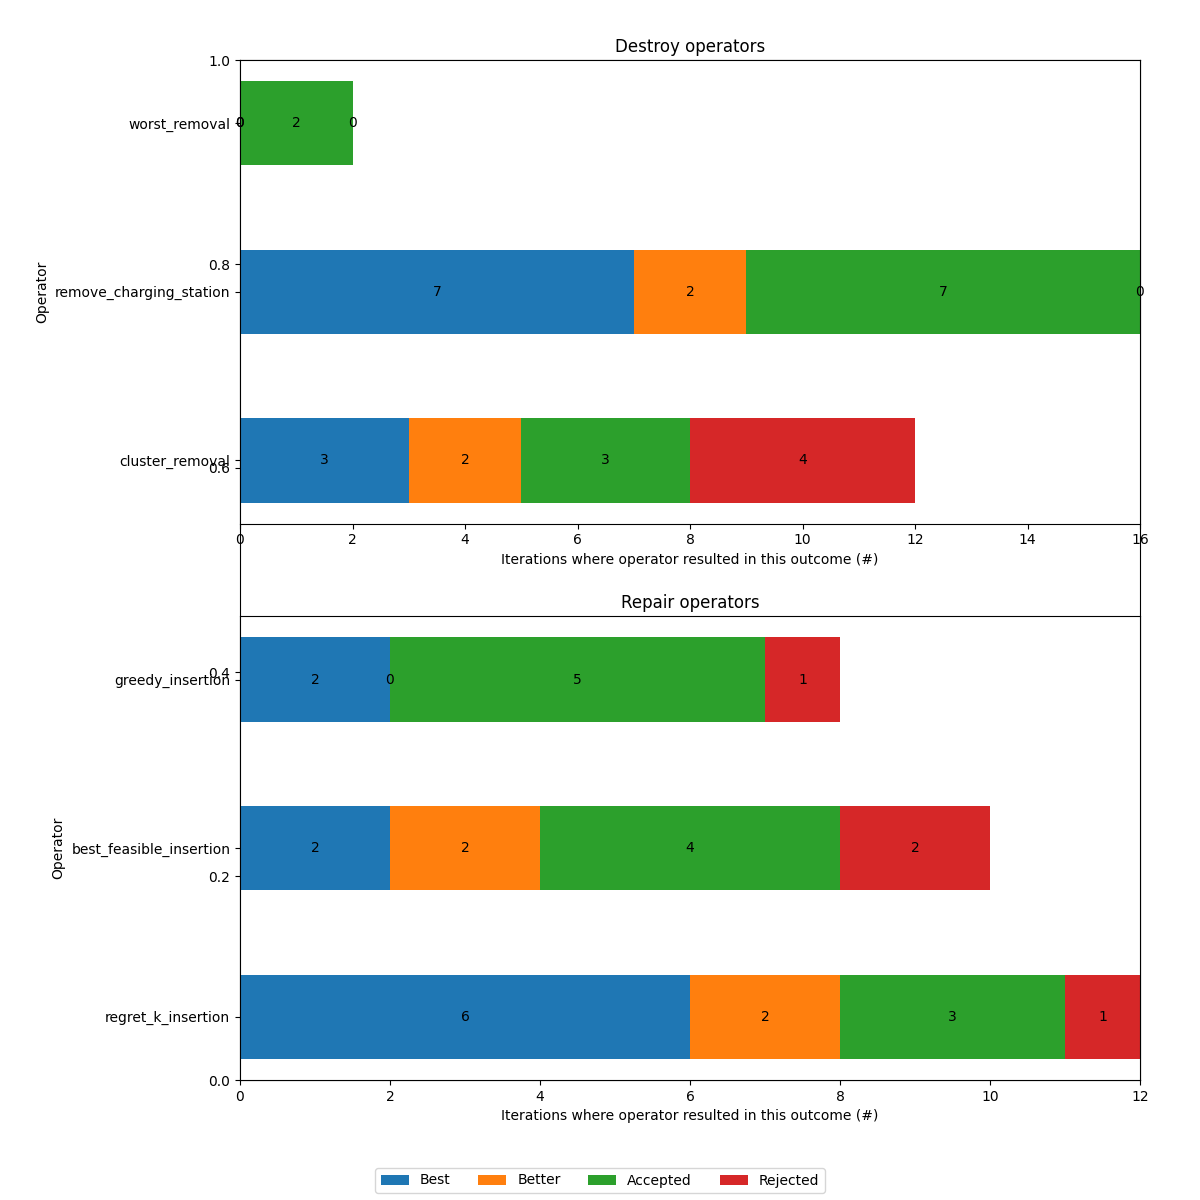 Destroy operators
1.0
worst_removal 0 0 2 0
0.8
Operator
remove_charging_station 7 2 7 0
cluster_removal 3 2 3 4
0.6
0 2 4 6 8 10 12 14 16
Iterations where operator resulted in this outcome (#)
Repair operators
0.4
greedy_insertion 2 0 5 1
Operator
best_feasible_insertion 2 2 4 2
0.2
regret_k_insertion 6 2 3 1
0.0
0 2 4 6 8 10 12
Iterations where operator resulted in this outcome (#)
Best Better Accepted Rejected